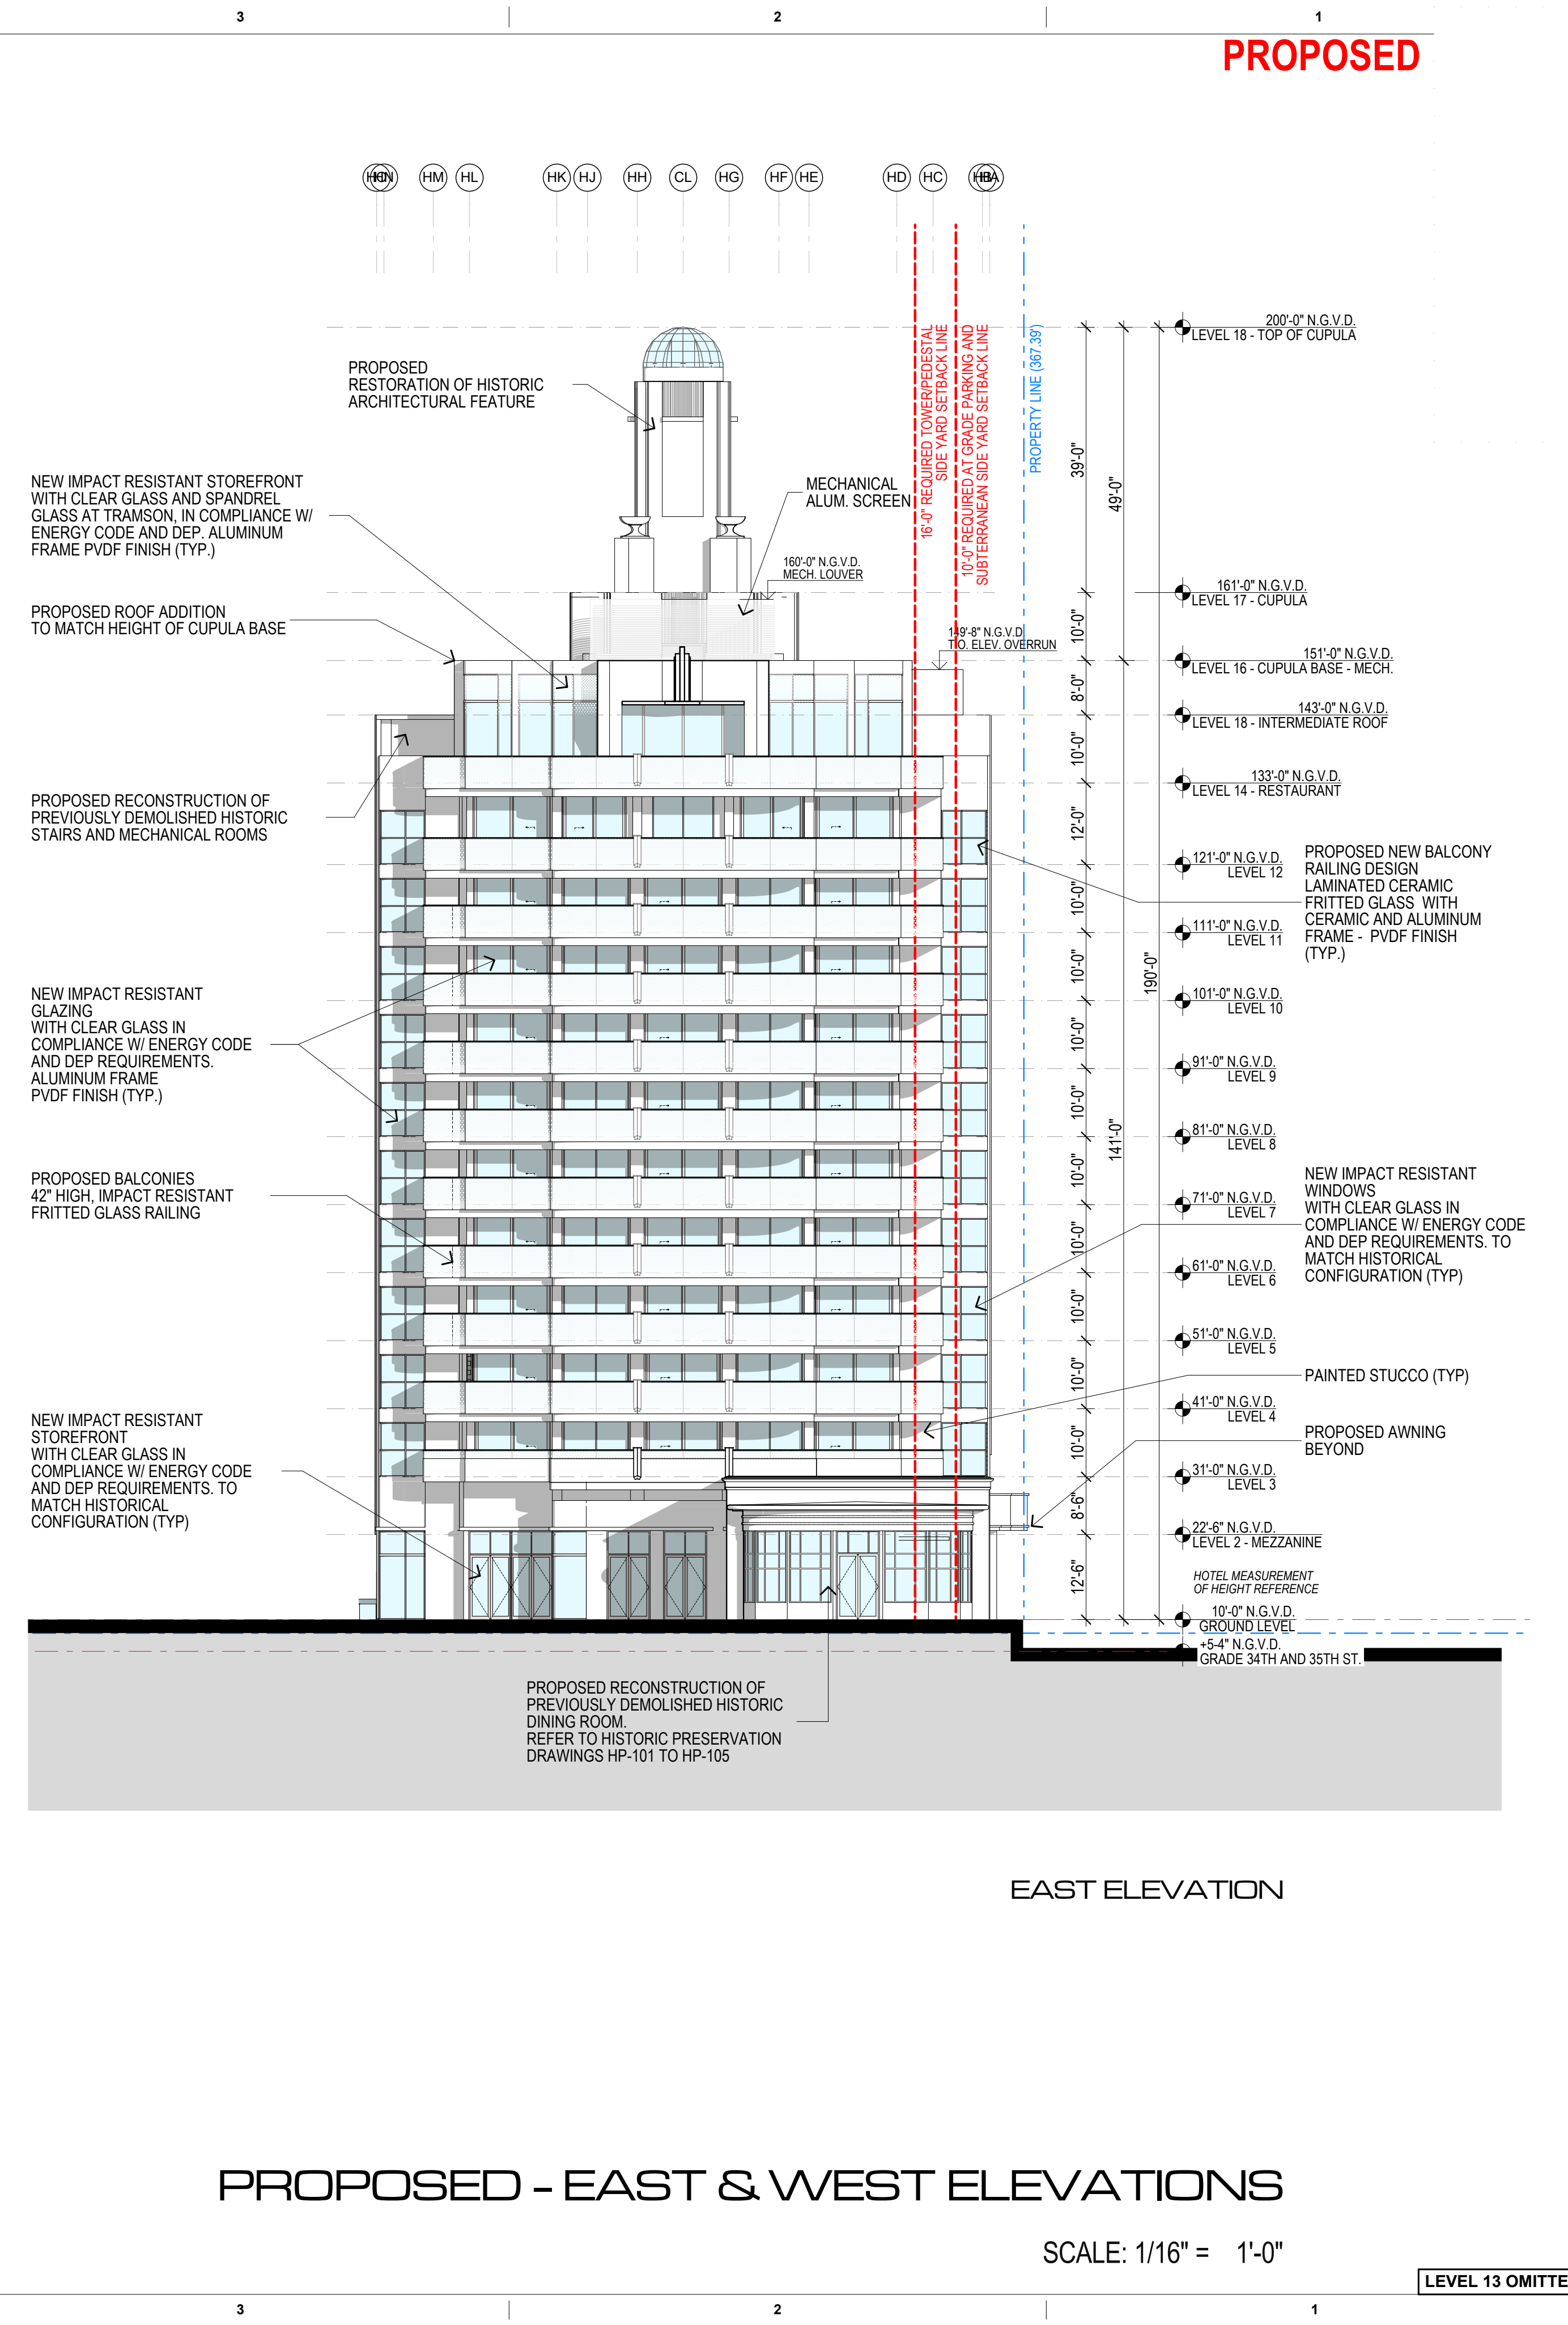 3 2 1
PROPOSED
HM HL HK HJ HH CL HG HF HE HD HC
200'-0" N.G.V.D.
LEVEL 18 - TOP OF CUPULA
16'-0" REQUIRED TOWER/PEDESTAL
SIDE YARD SETBACK LINE
10'-0" REQUIRED AT GRADE PARKING AND
SUBTERRANEAN SIDE YARD SETBACK LINE
PROPERTY LINE (367.39')
PROPOSED
RESTORATION OF HISTORIC
ARCHITECTURAL FEATURE
39'-0"
49'-0"
NEW IMPACT RESISTANT STOREFRONT
WITH CLEAR GLASS AND SPANDREL
GLASS AT TRAMSON, IN COMPLIANCE W/
ENERGY CODE AND DEP. ALUMINUM
FRAME PVDF FINISH (TYP.)
MECHANICAL
ALUM. SCREEN
160'-0" N.G.V.D.
MECH. LOUVER
161'-0" N.G.V.D.
LEVEL 17 - CUPULA
PROPOSED ROOF ADDITION
TO MATCH HEIGHT OF CUPULA BASE
10'-0"
149'-8" N.G.V.D
T.O. ELEV. OVERRUN
151'-0" N.G.V.D.
LEVEL 16 - CUPULA BASE - MECH.
8'-0"
143'-0" N.G.V.D.
LEVEL 18 - INTERMEDIATE ROOF
10'-0"
133'-0" N.G.V.D.
LEVEL 14 - RESTAURANT
PROPOSED RECONSTRUCTION OF
PREVIOUSLY DEMOLISHED HISTORIC
STAIRS AND MECHANICAL ROOMS
12'-0"
121'-0" N.G.V.D.
LEVEL 12
PROPOSED NEW BALCONY
RAILING DESIGN
LAMINATED CERAMIC
FRITTED GLASS WITH
CERAMIC AND ALUMINUM
FRAME - PVDF FINISH
(TYP.)
10'-0"
111'-0" N.G.V.D.
LEVEL 11
10'-0"
190'-0"
101'-0" N.G.V.D.
LEVEL 10
NEW IMPACT RESISTANT
GLAZING
WITH CLEAR GLASS IN
COMPLIANCE W/ ENERGY CODE
AND DEP REQUIREMENTS.
ALUMINUM FRAME
PVDF FINISH (TYP.)
10'-0"
91'-0" N.G.V.D.
LEVEL 9
10'-0"
81'-0" N.G.V.D.
LEVEL 8
141'-0"
10'-0"
71'-0" N.G.V.D.
LEVEL 7
PROPOSED BALCONIES
42" HIGH, IMPACT RESISTANT
FRITTED GLASS RAILING
NEW IMPACT RESISTANT
WINDOWS
WITH CLEAR GLASS IN
COMPLIANCE W/ ENERGY CODE
AND DEP REQUIREMENTS. TO
MATCH HISTORICAL
CONFIGURATION (TYP)
10'-0"
61'-0" N.G.V.D.
LEVEL 6
10'-0"
51'-0" N.G.V.D.
LEVEL 5
10'-0"
PAINTED STUCCO (TYP)
41'-0" N.G.V.D.
LEVEL 4
10'-0"
PROPOSED AWNING
BEYOND
31'-0" N.G.V.D.
LEVEL 3
NEW IMPACT RESISTANT
STOREFRONT
WITH CLEAR GLASS IN
COMPLIANCE W/ ENERGY CODE
AND DEP REQUIREMENTS. TO
MATCH HISTORICAL
CONFIGURATION (TYP)
8'-6"
22'-6" N.G.V.D.
LEVEL 2 - MEZZANINE
12'-6"
HOTEL MEASUREMENT
OF HEIGHT REFERENCE
10'-0" N.G.V.D.
GROUND LEVEL
+5-4" N.G.V.D.
GRADE 34TH AND 35TH ST.
PROPOSED RECONSTRUCTION OF
PREVIOUSLY DEMOLISHED HISTORIC
DINING ROOM.
REFER TO HISTORIC PRESERVATION
DRAWINGS HP-101 TO HP-105
EAST ELEVATION
PROPOSED - EAST & WEST ELEVATIONS
SCALE: 1/16" = 1'-0"
LEVEL 13 OMITTE
3 2 1